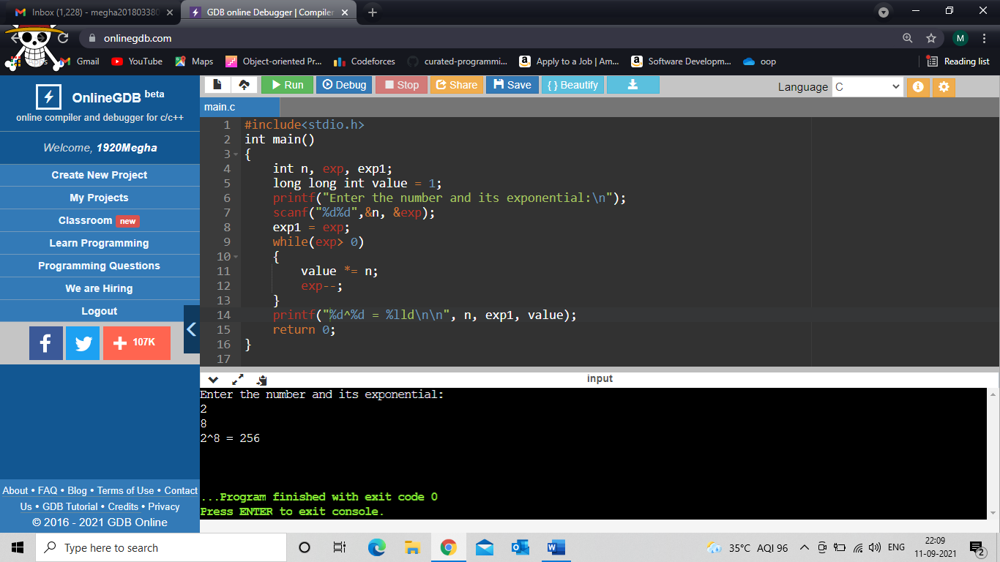 Inbox (1,228) - megha201803380
GDB online Debugger | Compiler
onlinegdb.com
M
Gmail
YouTube
Maps
Object-oriented Pr...
Codeforces
curated-programmi...
Apply to a Job | Am...
Software Developm...
oop
Reading list
OnlineGDB beta
online compiler and debugger for c/c++
Welcome, 1920Megha
Create New Project
My Projects
Classroom new
Learn Programming
Programming Questions
We are Hiring
Logout
107K
About • FAQ • Blog • Terms of Use • Contact
Us • GDB Tutorial • Credits • Privacy
© 2016 - 2021 GDB Online
Run
Debug
Stop
Share
Save
{ } Beautify
Language C
main.c
1 #include<stdio.h>
2 int main()
3 {
4 int n, exp, exp1;
5 long long int value = 1;
6 printf("Enter the number and its exponential:\n");
7 scanf("%d%d",&n, &exp);
8 exp1 = exp;
9 while(exp> 0)
10 {
11 value *= n;
12 exp--;
13 }
14 printf("%d^%d = %lld\n\n", n, exp1, value);
15 return 0;
16 }
17
input
Enter the number and its exponential:
2
8
2^8 = 256
...Program finished with exit code 0
Press ENTER to exit console.
Type here to search
35°C AQI 96
ENG
22:09
11-09-2021
2